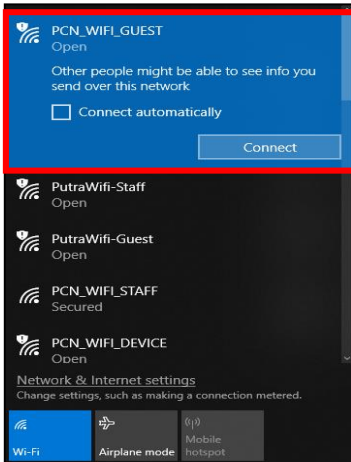 PCN_WIFI_GUEST
Open
Other people might be able to see info you
send over this network
Connect automatically
Connect
PutraWifi-Staff
Open
PutraWifi-Guest
Open
PCN_WIFI_STAFF
Secured
PCN_WIFI_DEVICE
Open
Network & Internet settings
Change settings, such as making a connection metered.
Wi-Fi
Airplane mode
Mobile
hotspot